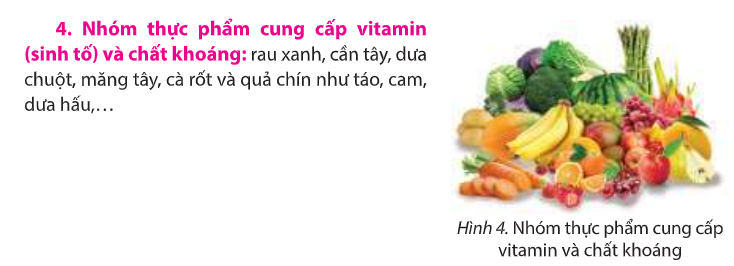 4. Nhóm thực phẩm cung cấp vitamin
(sinh tố) và chất khoáng: rau xanh, cần tây, dưa
chuột, măng tây, cà rốt và quả chín như táo, cam,
dưa hấu,…
Hình 4. Nhóm thực phẩm cung cấp
vitamin và chất khoáng